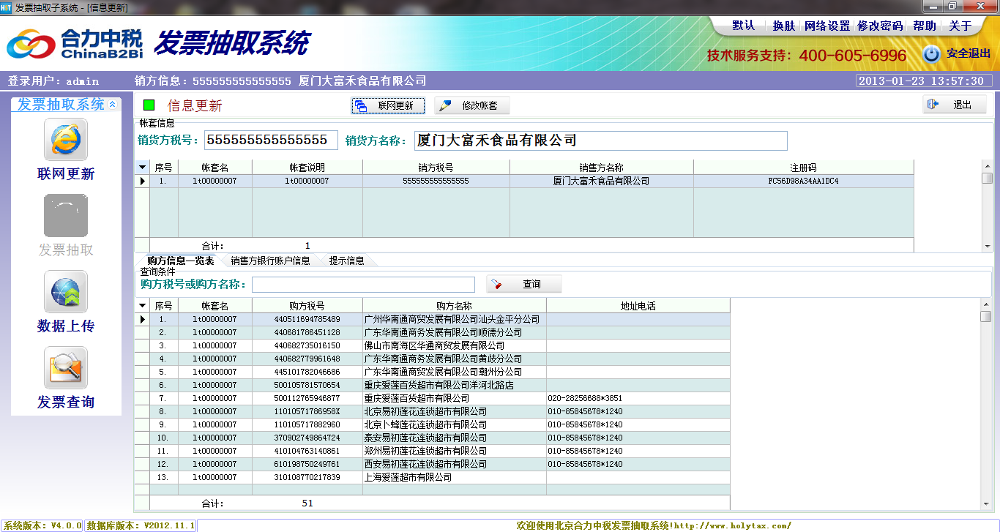 发票抽取子系统 - [信息更新]
默认 换肤 网络设置 修改密码 帮助 关于
合力中税 ChinaB2Bi 发票抽取系统
技术服务支持：400-605-6996 安全退出
登录用户：admin 销方信息：555555555555555 厦门大富禾食品有限公司 2013-01-23 13:57:30
发票抽取系统
联网更新
发票抽取
数据上传
发票查询
信息更新 联网更新 修改帐套 退出
帐套信息
销货方税号：555555555555555 销货方名称：厦门大富禾食品有限公司
序号 帐套名 帐套说明 销方税号 销售方名称 注册码
1. lt00000007 lt00000007 555555555555555 厦门大富禾食品有限公司 FC56D98A34AA1DC4
合计： 1
购方信息一览表 销售方银行账户信息 提示信息
查询条件
购方税号或购方名称： 查询
序号 帐套名 购方税号 购方名称 地址电话
1. lt00000007 440511694785489 广州华南通商贸发展有限公司汕头金平分公司
2. lt00000007 440681786451128 广东华南通商务发展有限公司顺德分公司
3. lt00000007 440682735016150 佛山市南海区华通商贸发展有限公司
4. lt00000007 440682779961648 广东华南通商务发展有限公司黄歧分公司
5. lt00000007 445101782046686 广东华南通商贸发展有限公司潮州分公司
6. lt00000007 500105781570654 重庆爱莲百货超市有限公司洋河北路店
7. lt00000007 500112765946877 重庆爱莲百货超市有限公司 020-28256688*3851
8. lt00000007 11010571786958X 北京易初莲花连锁超市有限公司 010-85845678*1240
9. lt00000007 110105717882960 北京卜蜂莲花连锁超市有限公司 010-85845678*1240
10. lt00000007 370902749864724 泰安易初莲花连锁超市有限公司 010-85845678*1240
11. lt00000007 410104763140861 郑州易初莲花连锁超市有限公司 010-85845678*1240
12. lt00000007 610198750249761 西安易初莲花连锁超市有限公司 010-85845678*1240
13. lt00000007 310108770217839 上海爱莲超市有限公司
合计： 51
系统版本：V4.0.0 数据库版本：V2012.11.1 欢迎使用北京合力中税发票抽取系统!http://www.holytax.com/